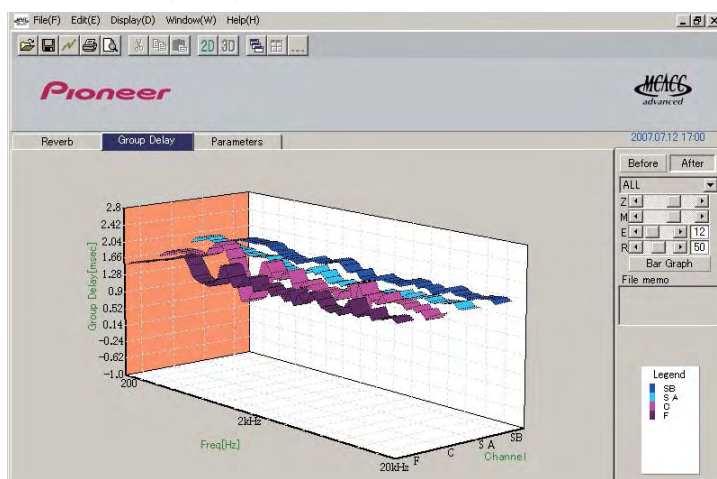 File(F) Edit(E) Display(D) Window(W) Help(H)
2D 3D
Pioneer
MCACC
advanced
2007.07.12 17:00
Reverb Group Delay Parameters
Before After
ALL
Z
M
E 12
R 50
Bar Graph
File memo
2.8
2.42
2.04
1.66
1.28
0.9
0.52
0.14
-0.24
-0.62
-1.0
Group Delay[msec]
200
2kHz
20kHz
Freq[Hz]
F
C
S A
SB
Channel
Legend
SB
S A
C
F